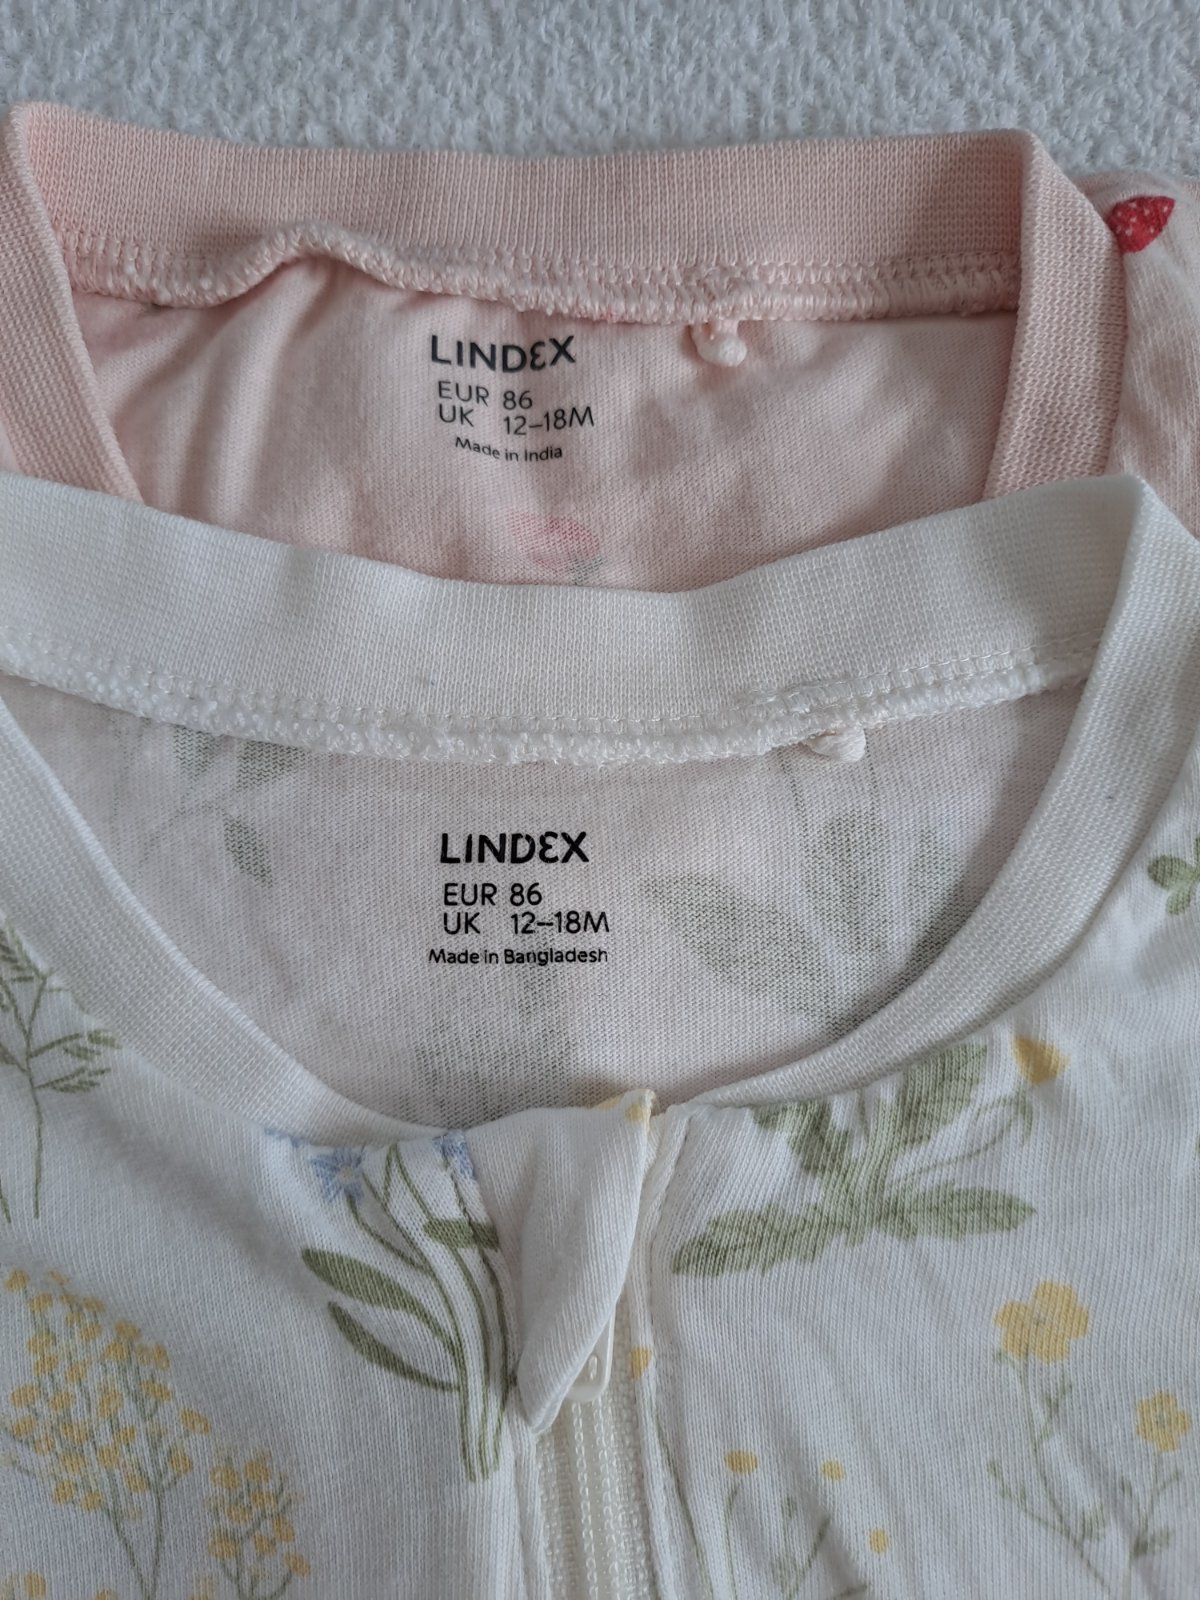 LINDEX
EUR 86
UK 12–18M
Made in India
LINDEX
EUR 86
UK 12–18M
Made in Bangladesh